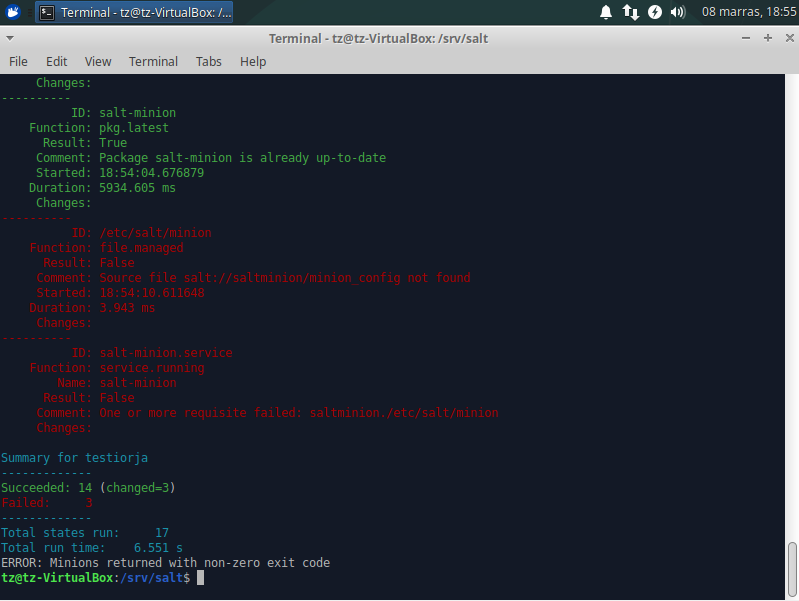 Terminal - tz@tz-VirtualBox: /...
08 marras, 18:55
Terminal - tz@tz-VirtualBox: /srv/salt
File Edit View Terminal Tabs Help
Changes:
----------
ID: salt-minion
Function: pkg.latest
Result: True
Comment: Package salt-minion is already up-to-date
Started: 18:54:04.676879
Duration: 5934.605 ms
Changes:
----------
ID: /etc/salt/minion
Function: file.managed
Result: False
Comment: Source file salt://saltminion/minion_config not found
Started: 18:54:10.611648
Duration: 3.943 ms
Changes:
----------
ID: salt-minion.service
Function: service.running
Name: salt-minion
Result: False
Comment: One or more requisite failed: saltminion./etc/salt/minion
Changes:
Summary for testiorja
-------------
Succeeded: 14 (changed=3)
Failed: 3
-------------
Total states run: 17
Total run time: 6.551 s
ERROR: Minions returned with non-zero exit code
tz@tz-VirtualBox:/srv/salt$